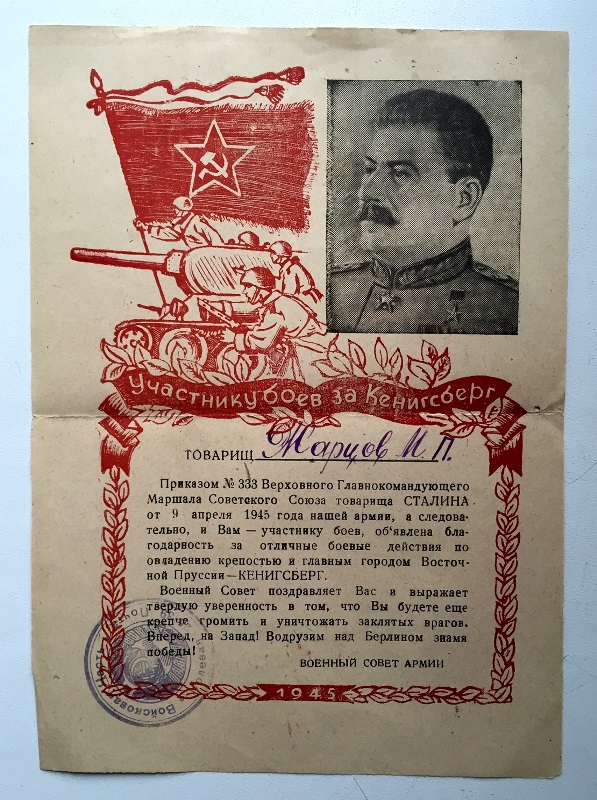 Участнику боев за Кенигсберг
ТОВАРИЩ Марцов И. П.
Приказом № 333 Верховного Главнокомандующего
Маршала Советского Союза товарища СТАЛИНА
от 9 апреля 1945 года нашей армии, а следова-
тельно, и Вам — участнику боев, об'явлена бла-
годарность за отличные боевые действия по
овладению крепостью и главным городом Восточ-
ной Пруссии—КЕНИГСБЕРГ.
Военный Совет поздравляет Вас и выражает
твердую уверенность в том, что Вы будете еще
крепче громить и уничтожать заклятых врагов.
Вперед, на Запад! Водрузим над Берлином знамя
победы!
ВОЕННЫЙ СОВЕТ АРМИИ
1945